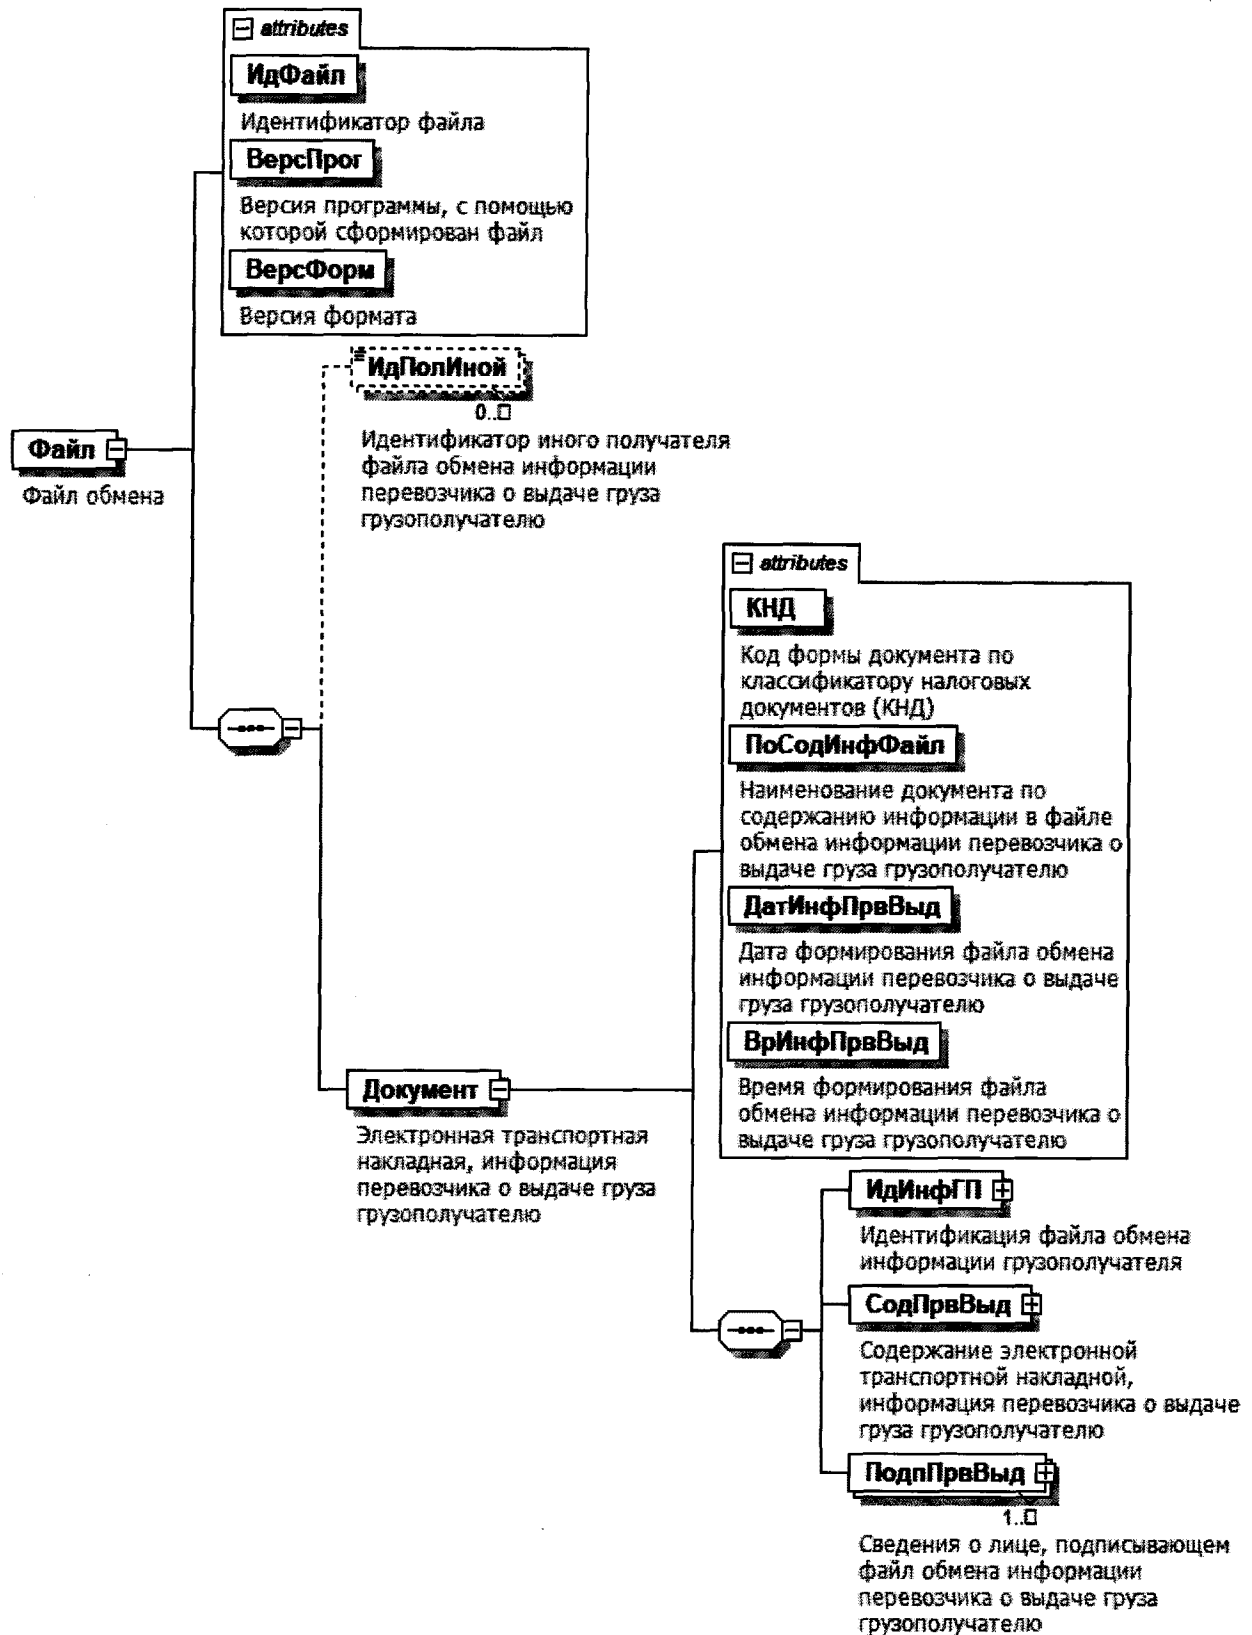 attributes
ИдФайл
Идентификатор файла
ВерсПрог
Версия программы, с помощью
которой сформирован файл
ВерсФорм
Версия формата
ИдПолИной
0..
Идентификатор иного получателя
файла обмена информации
перевозчика о выдаче груза
грузополучателю
Файл
Файл обмена
attributes
КНД
Код формы документа по
классификатору налоговых
документов (КНД)
ПоСодИнфФайл
Наименование документа по
содержанию информации в файле
обмена информации перевозчика о
выдаче груза грузополучателю
ДатИнфПрвВыд
Дата формирования файла обмена
информации перевозчика о выдаче
груза грузополучателю
ВрИнфПрвВыд
Время формирования файла
обмена информации перевозчика о
выдаче груза грузополучателю
Документ
Электронная транспортная
накладная, информация
перевозчика о выдаче груза
грузополучателю
ИдИнфГП
Идентификация файла обмена
информации грузополучателя
СодПрвВыд
Содержание электронной
транспортной накладной,
информация перевозчика о выдаче
груза грузополучателю
ПодпПрвВыд
1..
Сведения о лице, подписывающем
файл обмена информации
перевозчика о выдаче груза
грузополучателю